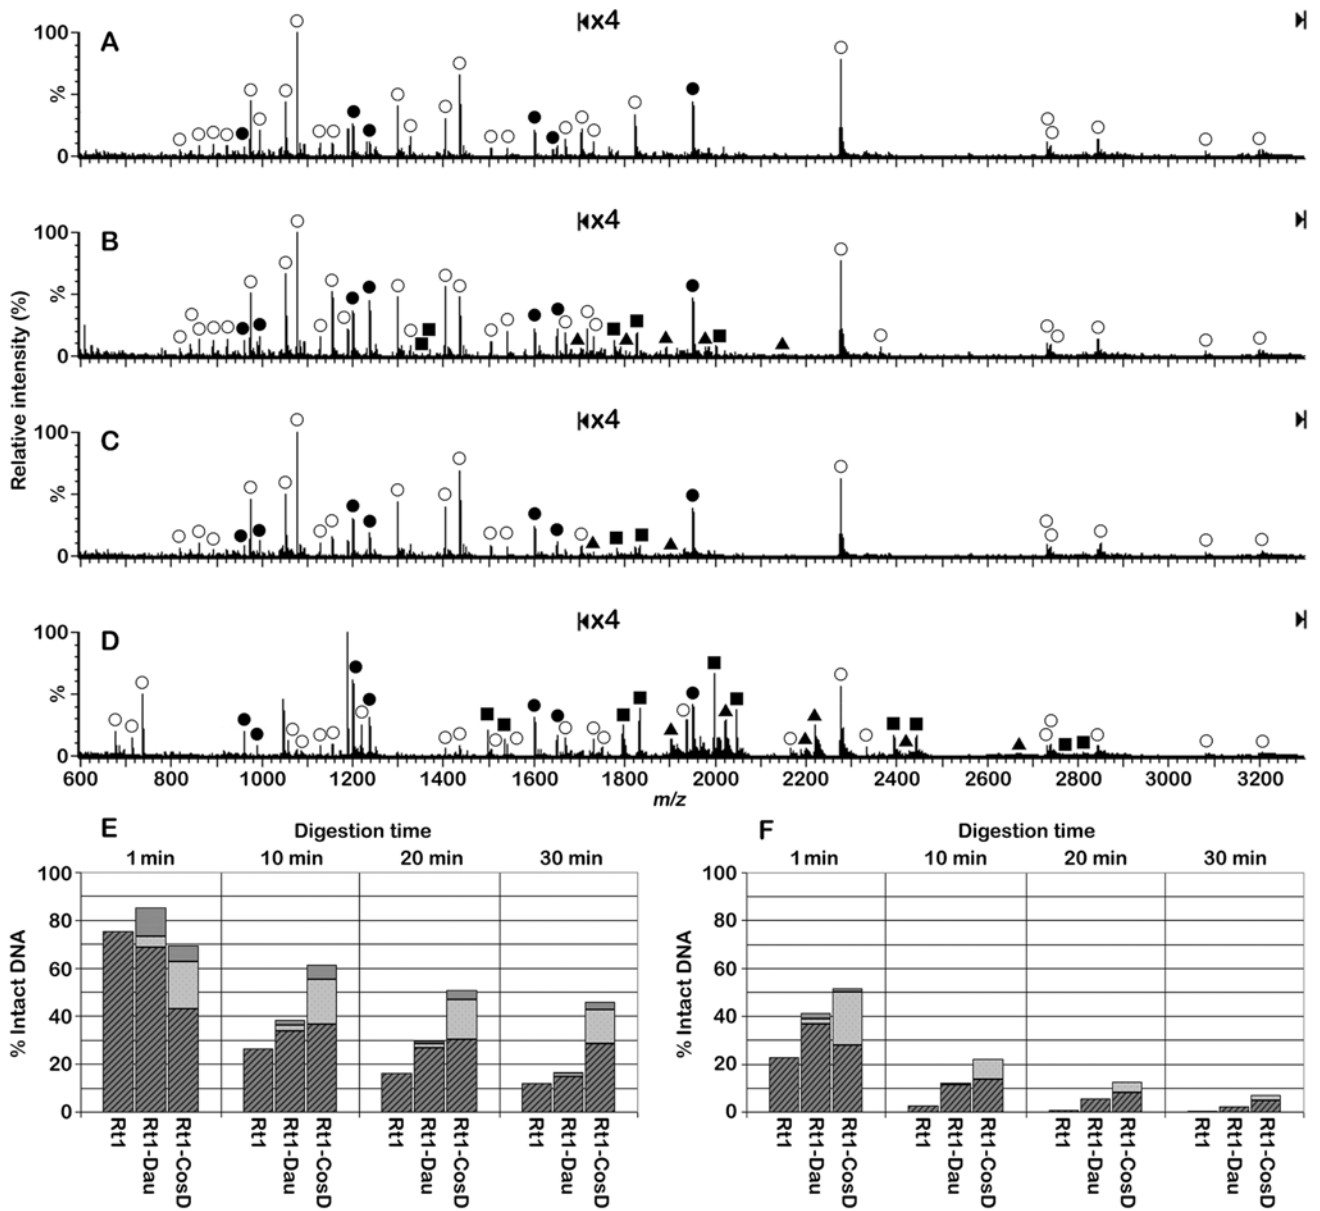 A
x4
100
%
0
B
x4
100
%
0
C
x4
100
%
0
D
x4
100
%
0
Relative intensity (%)
600 800 1000 1200 1400 1600 1800 2000 2200 2400 2600 2800 3000 3200
m/z
E
Digestion time
1 min 10 min 20 min 30 min
% Intact DNA
100
80
60
40
20
0
Rt1 Rt1-Dau Rt1-CosD Rt1 Rt1-Dau Rt1-CosD Rt1 Rt1-Dau Rt1-CosD Rt1 Rt1-Dau Rt1-CosD
F
Digestion time
1 min 10 min 20 min 30 min
% Intact DNA
100
80
60
40
20
0
Rt1 Rt1-Dau Rt1-CosD Rt1 Rt1-Dau Rt1-CosD Rt1 Rt1-Dau Rt1-CosD Rt1 Rt1-Dau Rt1-CosD